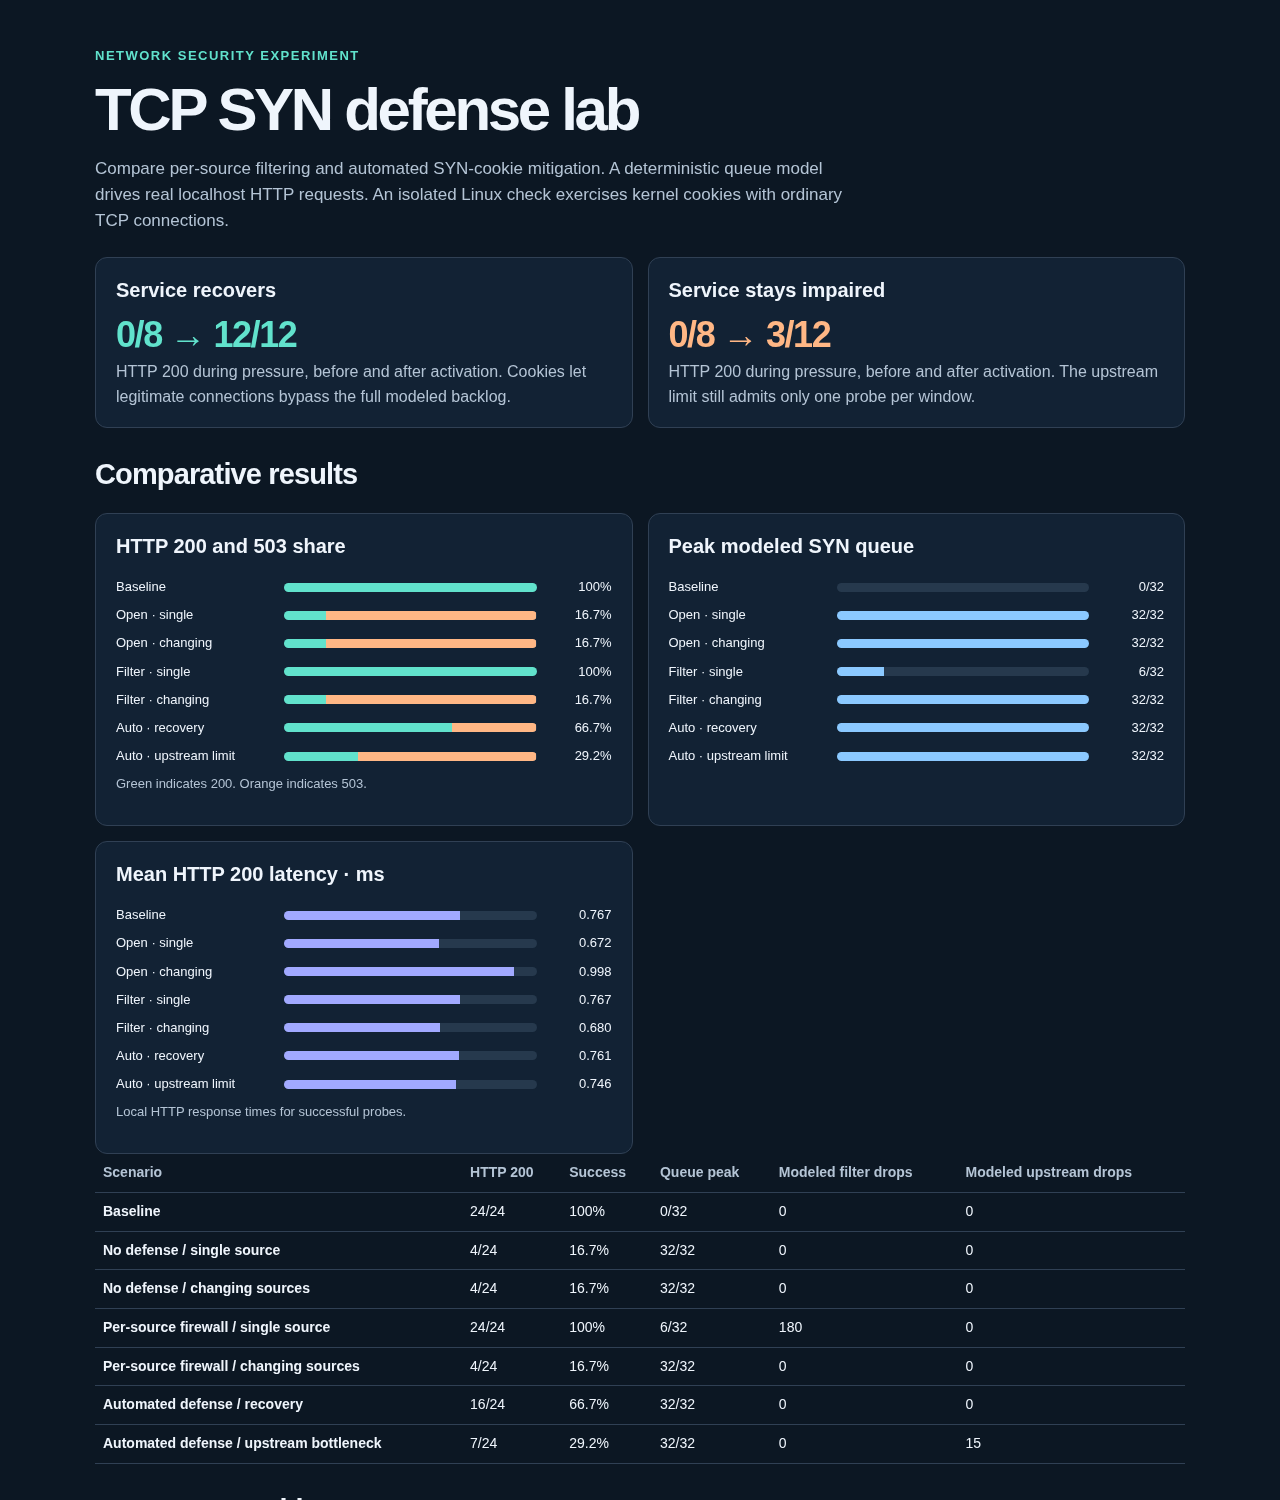 NETWORK SECURITY EXPERIMENT
TCP SYN defense lab
Compare per-source filtering and automated SYN-cookie mitigation. A deterministic queue model
drives real localhost HTTP requests. An isolated Linux check exercises kernel cookies with ordinary
TCP connections.
Service recovers
0/8 → 12/12
HTTP 200 during pressure, before and after activation. Cookies let
legitimate connections bypass the full modeled backlog.
Service stays impaired
0/8 → 3/12
HTTP 200 during pressure, before and after activation. The upstream
limit still admits only one probe per window.
Comparative results
HTTP 200 and 503 share
Baseline 100%
Open · single 16.7%
Open · changing 16.7%
Filter · single 100%
Filter · changing 16.7%
Auto · recovery 66.7%
Auto · upstream limit 29.2%
Green indicates 200. Orange indicates 503.
Peak modeled SYN queue
Baseline 0/32
Open · single 32/32
Open · changing 32/32
Filter · single 6/32
Filter · changing 32/32
Auto · recovery 32/32
Auto · upstream limit 32/32
Mean HTTP 200 latency · ms
Baseline 0.767
Open · single 0.672
Open · changing 0.998
Filter · single 0.767
Filter · changing 0.680
Auto · recovery 0.761
Auto · upstream limit 0.746
Local HTTP response times for successful probes.
Scenario HTTP 200 Success Queue peak Modeled filter drops Modeled upstream drops
Baseline 24/24 100% 0/32 0 0
No defense / single source 4/24 16.7% 32/32 0 0
No defense / changing sources 4/24 16.7% 32/32 0 0
Per-source firewall / single source 24/24 100% 6/32 180 0
Per-source firewall / changing sources 4/24 16.7% 32/32 0 0
Automated defense / recovery 16/24 66.7% 32/32 0 0
Automated defense / upstream bottleneck 7/24 29.2% 32/32 0 15